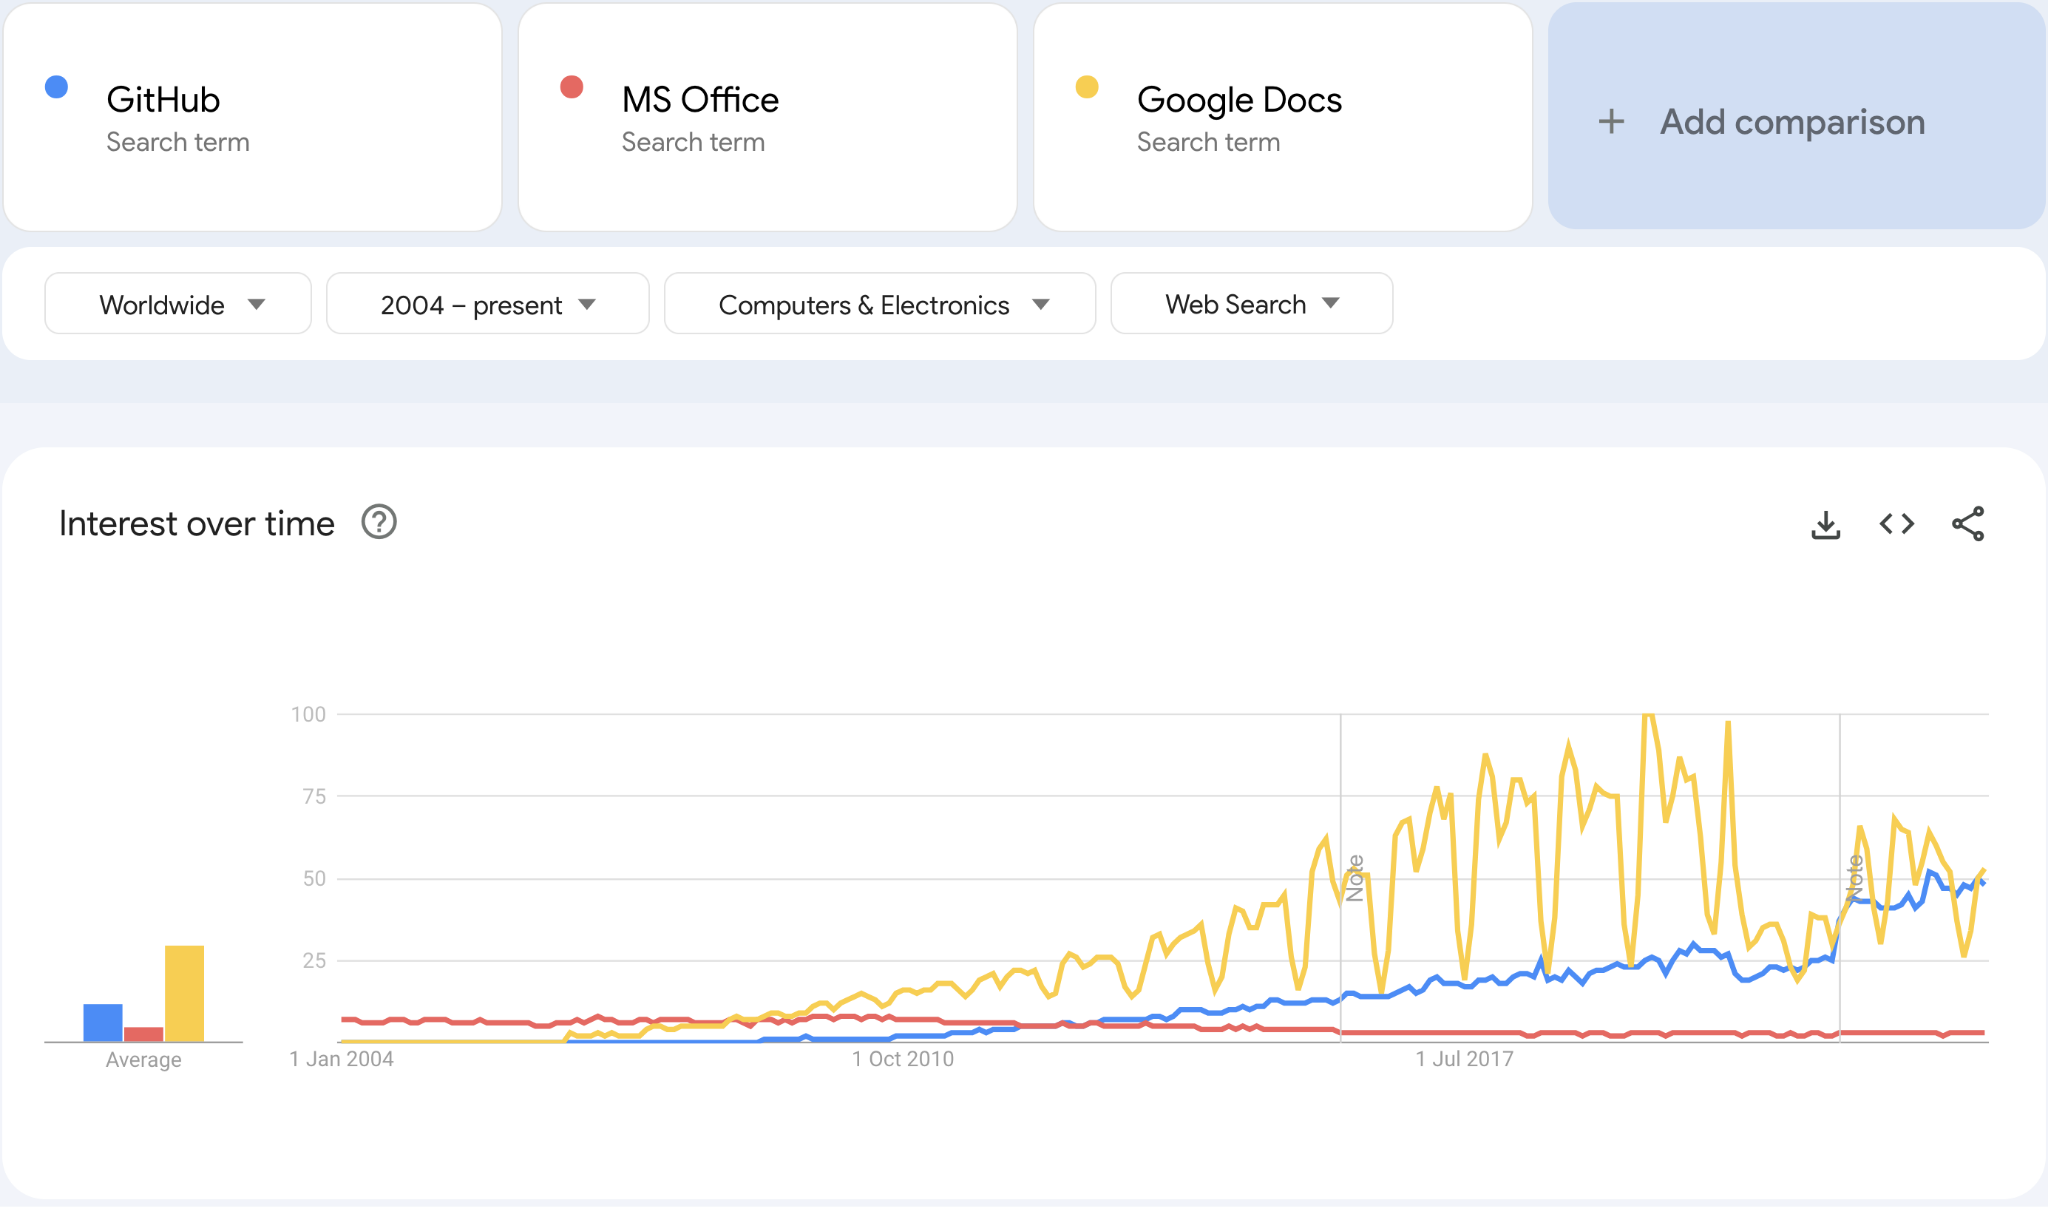 GitHub
Search term
MS Office
Search term
Google Docs
Search term
+ Add comparison
Worldwide
2004 – present
Computers & Electronics
Web Search
Interest over time
100
75
50
25
Note
Note
Average
1 Jan 2004
1 Oct 2010
1 Jul 2017